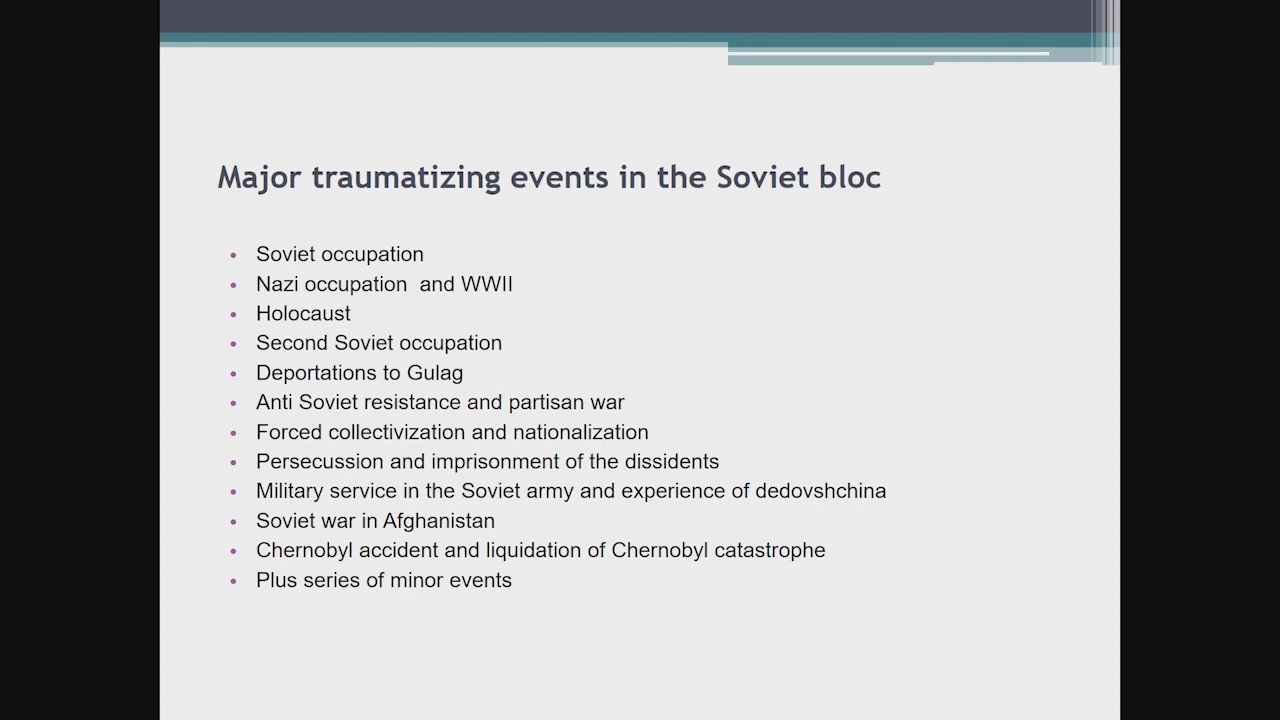 Major traumatizing events in the Soviet bloc
• Soviet occupation
• Nazi occupation  and WWII
• Holocaust
• Second Soviet occupation
• Deportations to Gulag
• Anti Soviet resistance and partisan war
• Forced collectivization and nationalization
• Persecussion and imprisonment of the dissidents
• Military service in the Soviet army and experience of dedovshchina
• Soviet war in Afghanistan
• Chernobyl accident and liquidation of Chernobyl catastrophe
• Plus series of minor events